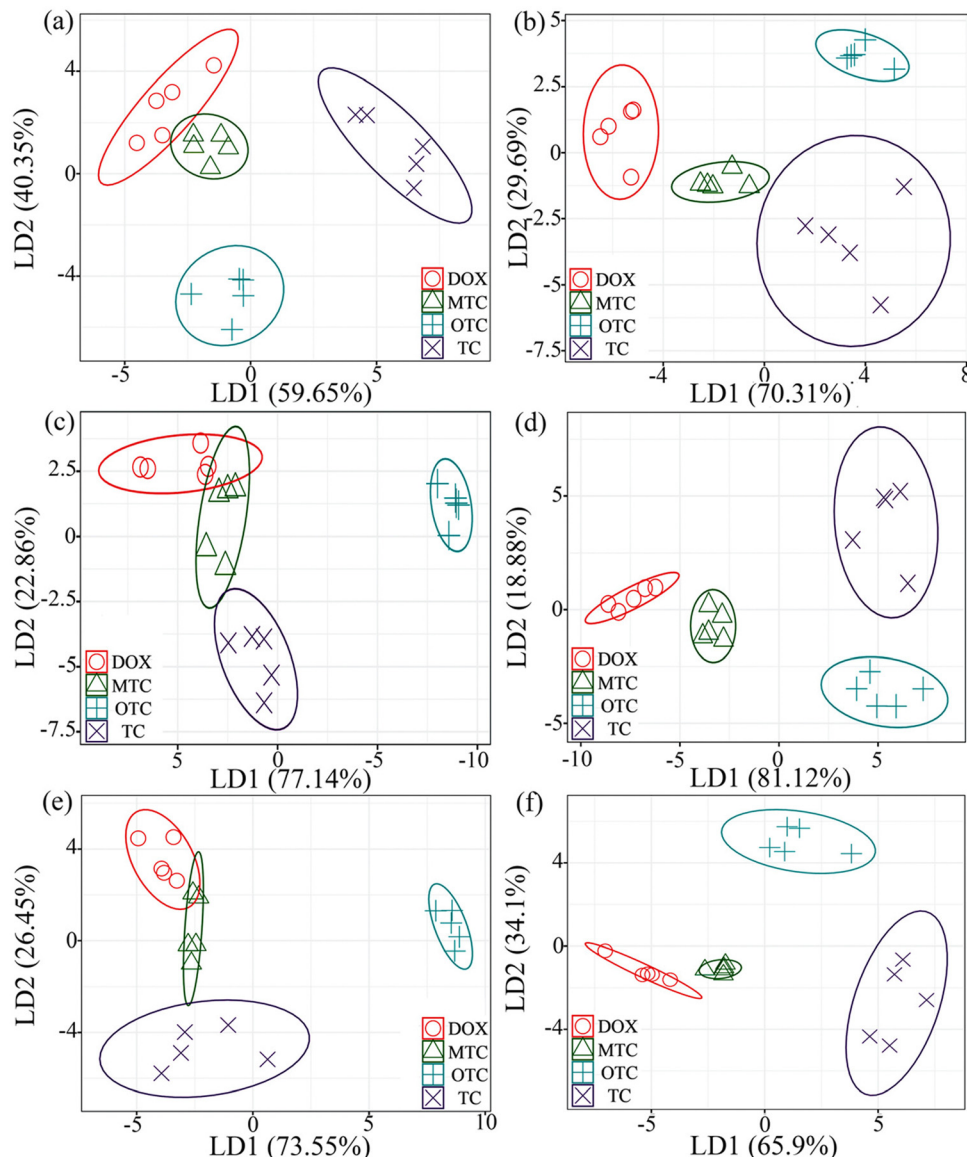 (a)
4
0
-4
LD2 (40.35%)
DOX
MTC
OTC
TC
-5
0
5
LD1 (59.65%)
(b)
5
2.5
0
-2.5
-5
-7.5
LD2 (29.69%)
DOX
MTC
OTC
TC
-4
0
4
8
LD1 (70.31%)
(c)
2.5
0
-2.5
-5
-7.5
LD2 (22.86%)
DOX
MTC
OTC
TC
5
0
-5
-10
LD1 (77.14%)
(d)
5
0
-5
LD2 (18.88%)
DOX
MTC
OTC
TC
-10
-5
0
5
LD1 (81.12%)
(e)
4
0
-4
LD2 (26.45%)
DOX
MTC
OTC
TC
-5
0
5
10
LD1 (73.55%)
(f)
4
0
-4
LD2 (34.1%)
DOX
MTC
OTC
TC
-5
0
5
LD1 (65.9%)